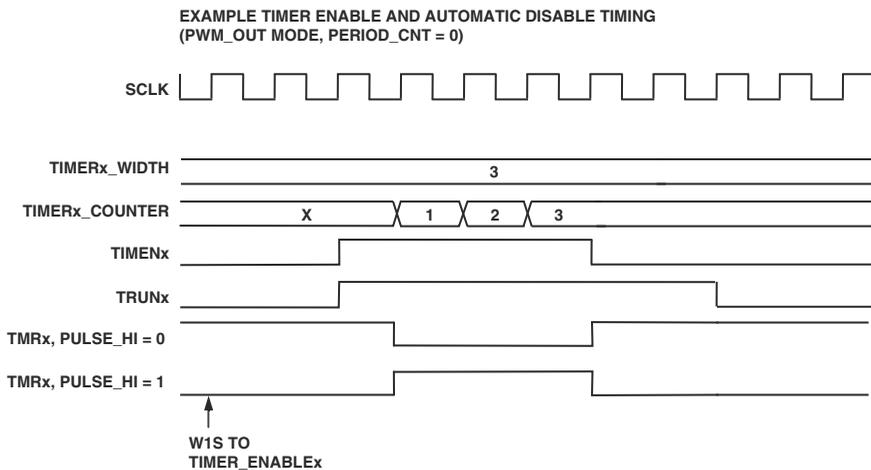 EXAMPLE TIMER ENABLE AND AUTOMATIC DISABLE TIMING
(PWM_OUT MODE, PERIOD_CNT = 0)
SCLK
TIMERx_WIDTH 3
TIMERx_COUNTER X 1 2 3
TIMENx
TRUNx
TMRx, PULSE_HI = 0
TMRx, PULSE_HI = 1
W1S TO
TIMER_ENABLEx